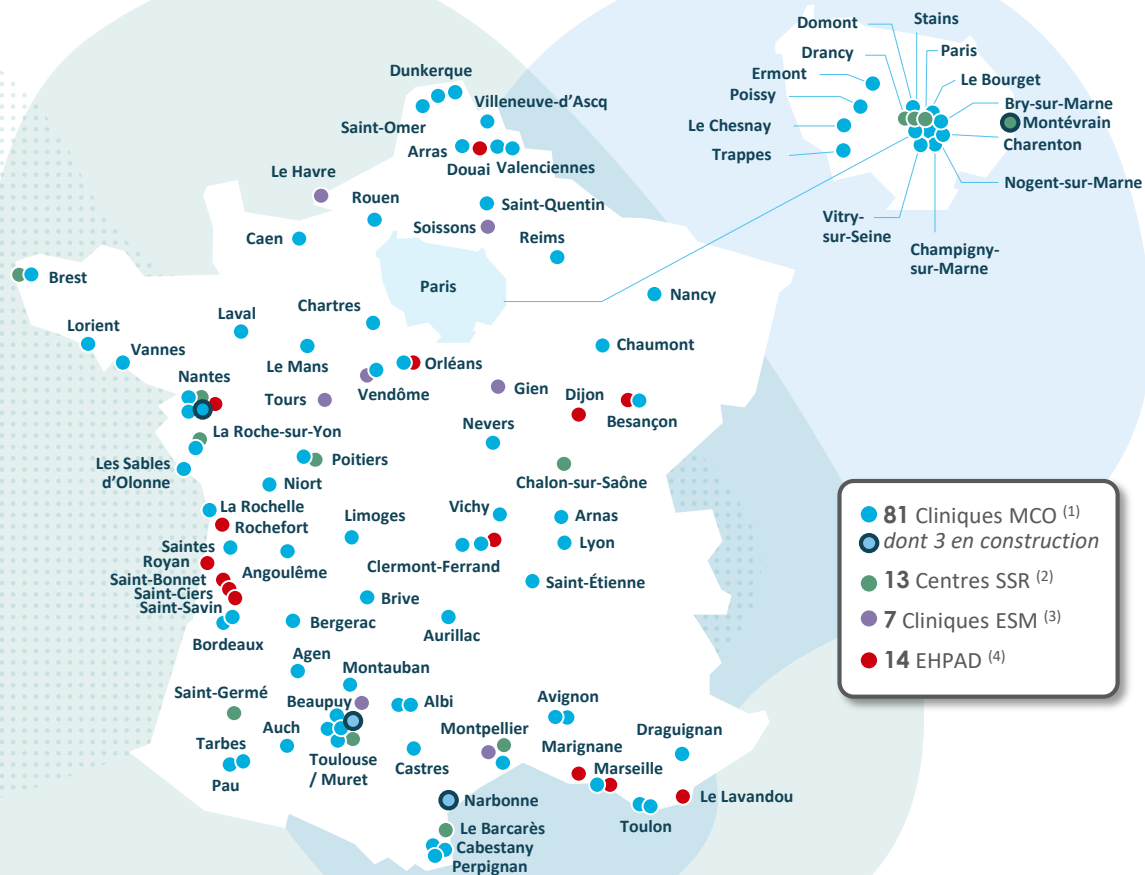 Domont
Stains
Drancy
Paris
Ermont
Le Bourget
Poissy
Bry-sur-Marne
Montévrain
Le Chesnay
Charenton
Trappes
Nogent-sur-Marne
Vitry-
sur-Seine
Champigny-
sur-Marne
Dunkerque
Villeneuve-d’Ascq
Saint-Omer
Arras
Douai
Valenciennes
Le Havre
Rouen
Saint-Quentin
Caen
Soissons
Reims
Brest
Paris
Nancy
Chartres
Laval
Lorient
Vannes
Chaumont
Le Mans
Orléans
Nantes
Vendôme
Tours
Gien
Dijon
Besançon
La Roche-sur-Yon
Nevers
Les Sables
d’Olonne
Poitiers
Niort
Chalon-sur-Saône
La Rochelle
Rochefort
Limoges
Vichy
Arnas
Saintes
Lyon
Royan
Angoulême
Clermont-Ferrand
Saint-Bonnet
Saint-Ciers
Saint-Savin
Saint-Étienne
Brive
Bordeaux
Bergerac
Aurillac
Agen
Montauban
Saint-Germé
Beaupuy
Albi
Avignon
Auch
Montpellier
Draguignan
Tarbes
Toulouse
/ Muret
Marignane
Marseille
Pau
Castres
Le Lavandou
Narbonne
Toulon
Le Barcarès
Cabestany
Perpignan
81 Cliniques MCO (1)
dont 3 en construction
13 Centres SSR (2)
7 Cliniques ESM (3)
14 EHPAD (4)